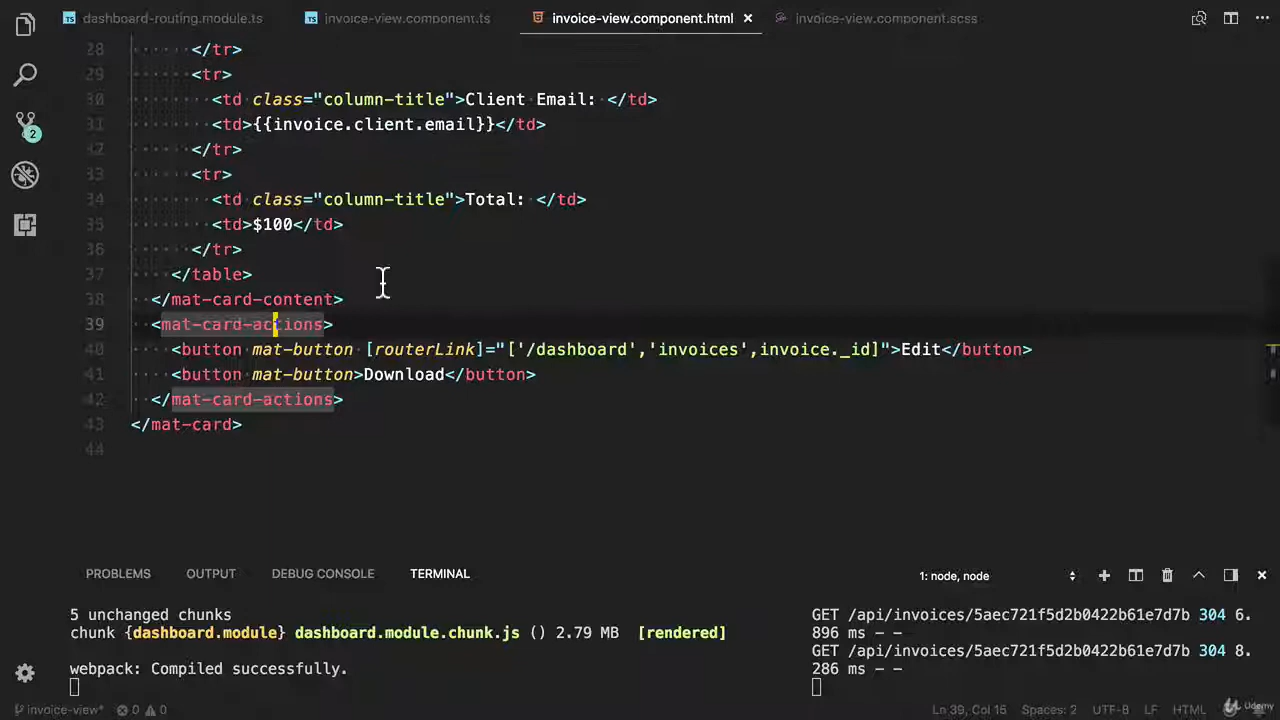 dashboard-routing.module.ts
invoice-view.component.ts
invoice-view.component.html
invoice-view.component.scss
28 </tr>
29 <tr>
30 <td class="column-title">Client Email: </td>
31 <td>{{invoice.client.email}}</td>
32 </tr>
33 <tr>
34 <td class="column-title">Total: </td>
35 <td>$100</td>
36 </tr>
37 </table>
38 </mat-card-content>
39 <mat-card-actions>
40 <button mat-button [routerLink]="['/dashboard','invoices',invoice._id]">Edit</button>
41 <button mat-button>Download</button>
42 </mat-card-actions>
43 </mat-card>
44
2
PROBLEMS OUTPUT DEBUG CONSOLE TERMINAL 1: node, node
5 unchanged chunks
chunk {dashboard.module} dashboard.module.chunk.js () 2.79 MB [rendered]
webpack: Compiled successfully.
GET /api/invoices/5aec721f5d2b0422b61e7d7b 304 6.
896 ms - -
GET /api/invoices/5aec721f5d2b0422b61e7d7b 304 8.
286 ms - -
invoice-view* 0 0 Ln 39, Col 15 Spaces: 2 UTF-8 LF HTML
Udemy